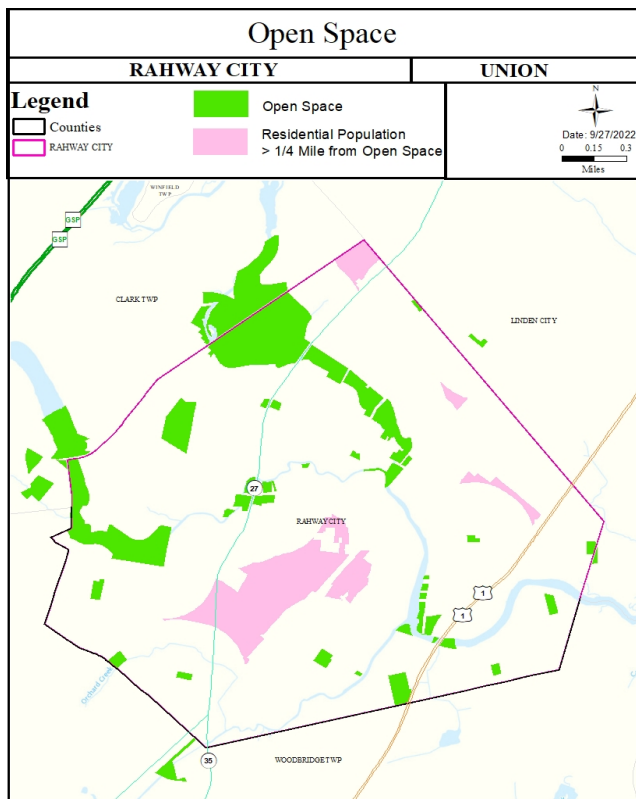 Open Space
RAHWAY CITY
UNION
Legend
Counties
RAHWAY CITY
Open Space
Residential Population
> 1/4 Mile from Open Space
N
Date: 9/27/2022
0 0.15 0.3
Miles
WINFIELD
TWP
GSP
GSP
CLARK TWP
LINDEN CITY
27
RAHWAY CITY
1
1
Orchard Creek
35
WOODBRIDGE TWP